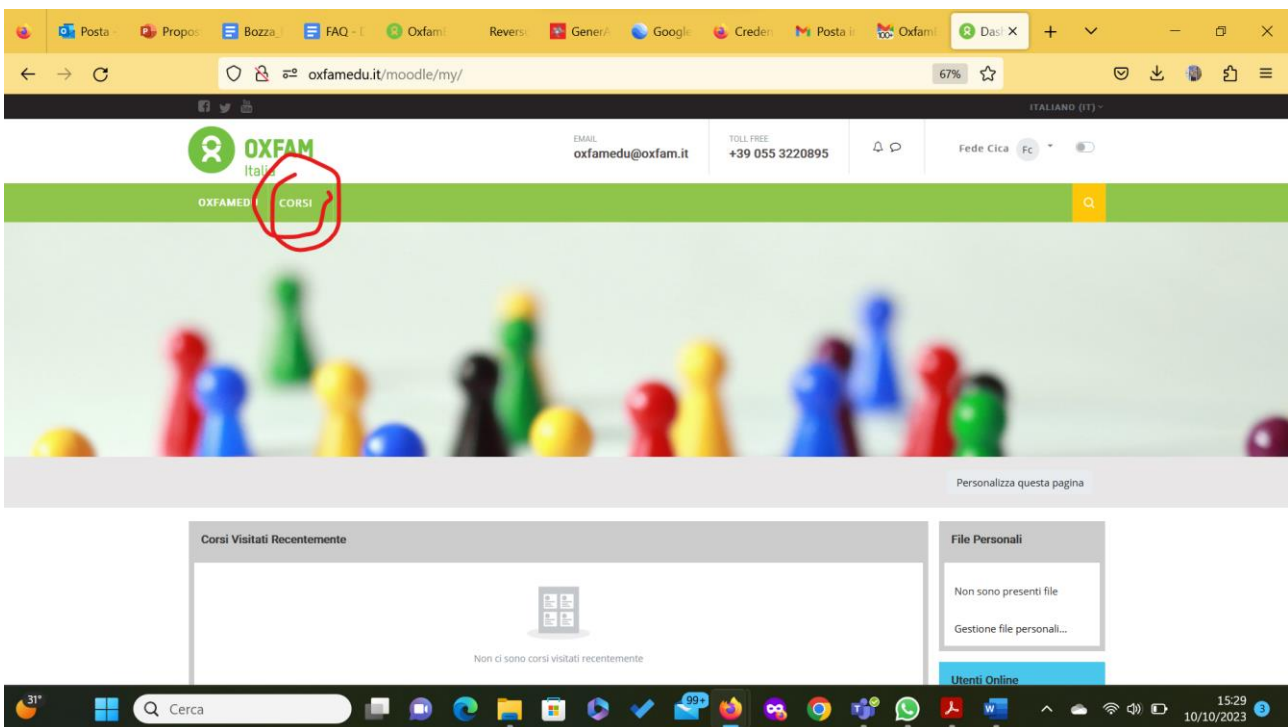 Posta - Propos Bozza_ FAQ - D Oxfam Revers GenerA Google Creden Posta i Oxfam Das
oxfamedu.it/moodle/my/ 67%
ITALIANO (IT)
OXFAM
Italia
EMAIL
oxfamedu@oxfam.it
TOLL FREE
+39 055 3220895
Fede Cica Fc
OXFAMEDU CORSI
Personalizza questa pagina
Corsi Visitati Recentemente
Non ci sono corsi visitati recentemente
File Personali
Non sono presenti file
Gestione file personali...
Utenti Online
31° Cerca 99+ 15:29
10/10/2023 3